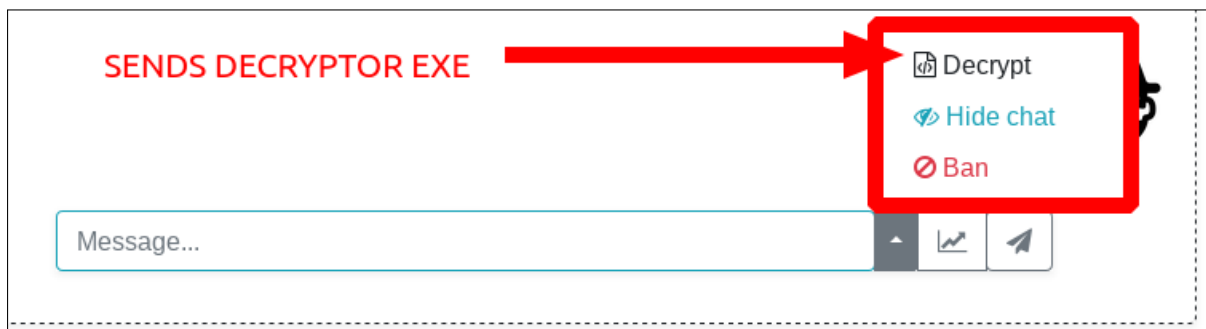 SENDS DECRYPTOR EXE
Decrypt
Hide chat
Ban
Message...